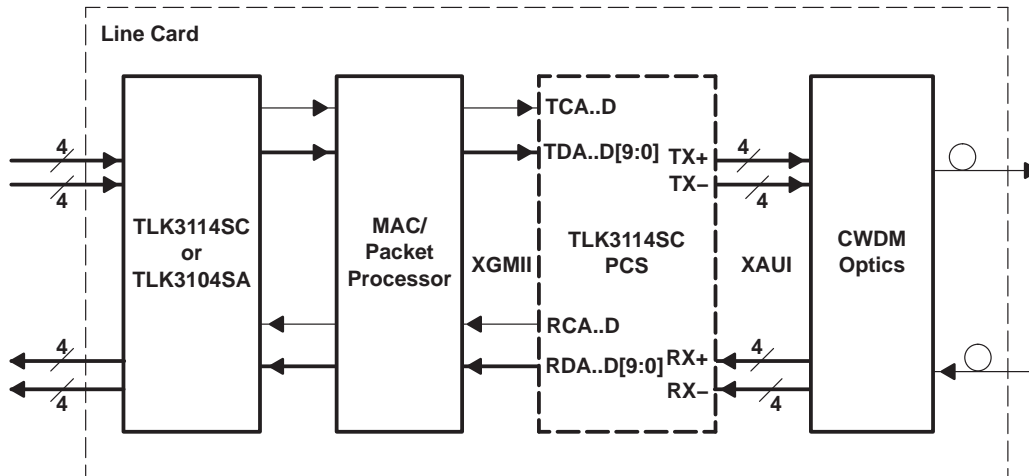 Line Card
4
4
TLK3114SC
or
TLK3104SA
4
4
MAC/
Packet
Processor
XGMII
TCA..D
TDA..D[9:0]
TX+
TX–
TLK3114SC
PCS
RCA..D
RDA..D[9:0]
RX+
RX–
4
4
XAUI
4
4
CWDM
Optics